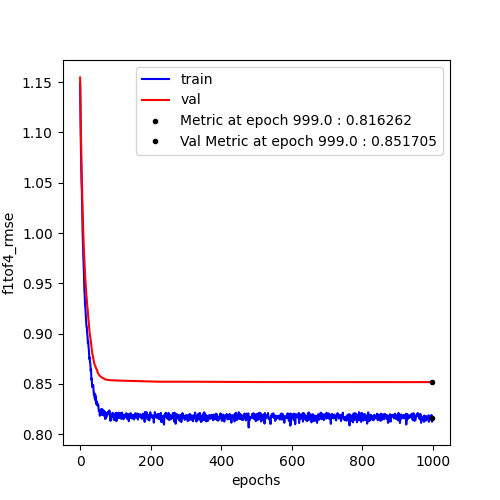 train
val
Metric at epoch 999.0 : 0.816262
Val Metric at epoch 999.0 : 0.851705
1.15
1.10
1.05
1.00
0.95
0.90
0.85
0.80
f1tof4_rmse
0 200 400 600 800 1000
epochs